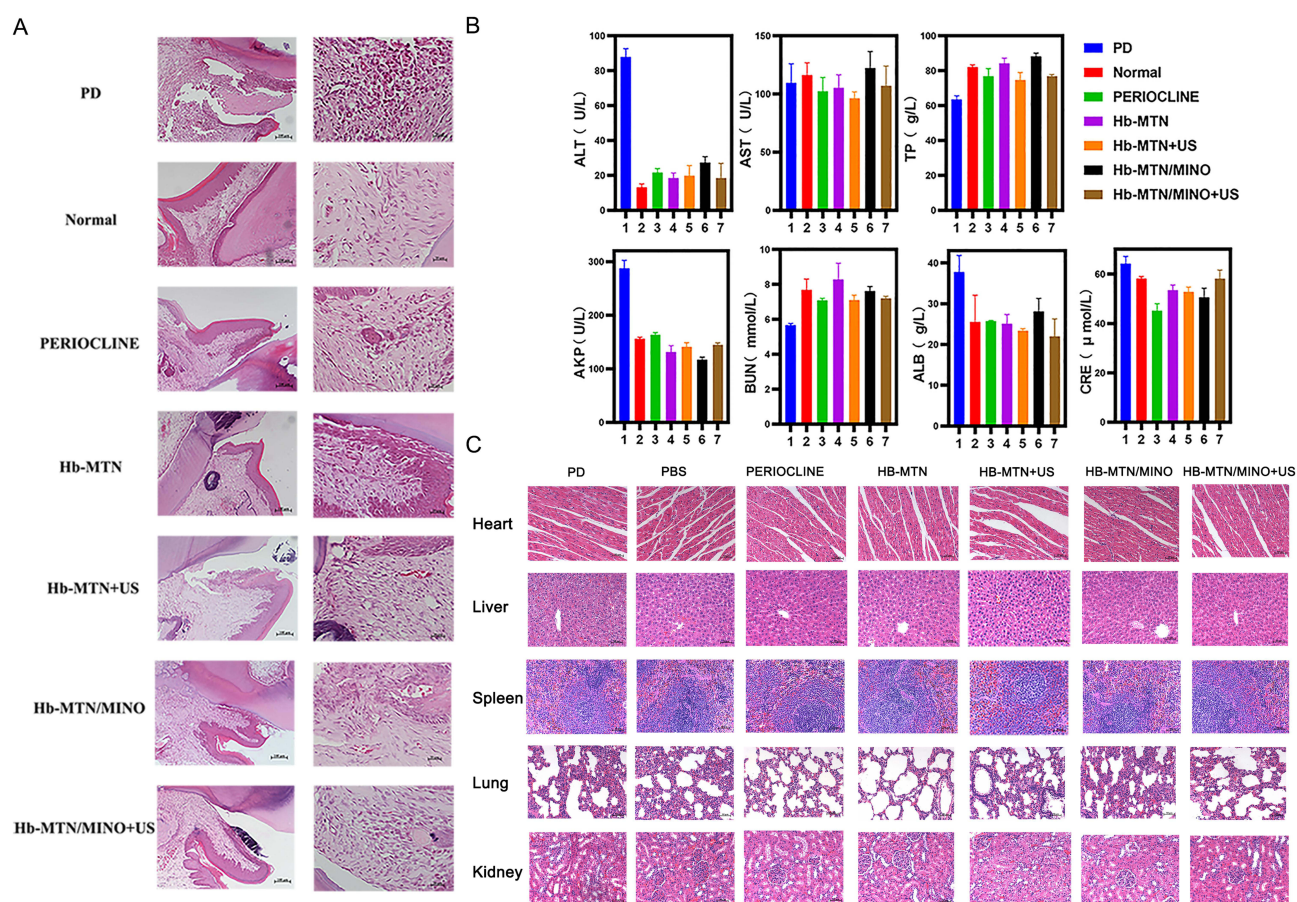 A
PD
Normal
PERIOCLINE
Hb-MTN
Hb-MTN+US
Hb-MTN/MINO
Hb-MTN/MINO+US
B
ALT( U/L)
100
80
60
40
20
0
1 2 3 4 5 6 7
AST( U/L)
150
100
50
0
1 2 3 4 5 6 7
TP( g/L)
100
80
60
40
20
0
1 2 3 4 5 6 7
PD
Normal
PERIOCLINE
Hb-MTN
Hb-MTN+US
Hb-MTN/MINO
Hb-MTN/MINO+US
AKP(U/L)
300
200
100
0
1 2 3 4 5 6 7
BUN( mmol/L)
8
6
4
2
0
1 2 3 4 5 6 7
ALB( g/L)
40
30
20
10
0
1 2 3 4 5 6 7
CRE( μ mol/L)
60
40
20
0
1 2 3 4 5 6 7
C
PD PBS PERIOCLINE HB-MTN HB-MTN+US HB-MTN/MINO HB-MTN/MINO+US
Heart
Liver
Spleen
Lung
Kidney